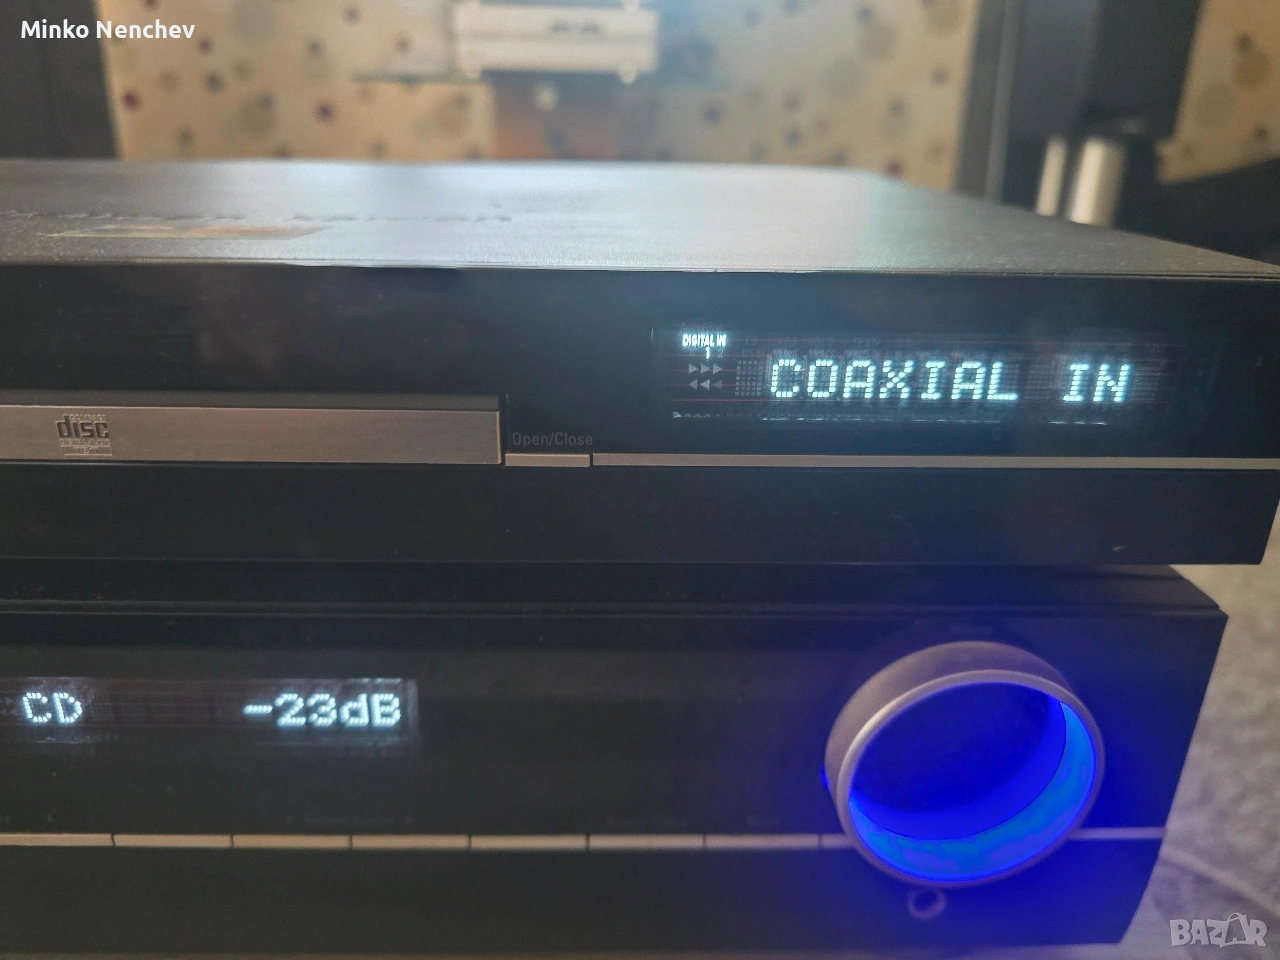 Minko Nenchev
DIGITAL IN
1
COAXIAL IN
disc
Open/Close
CD -23dB
BAZAR